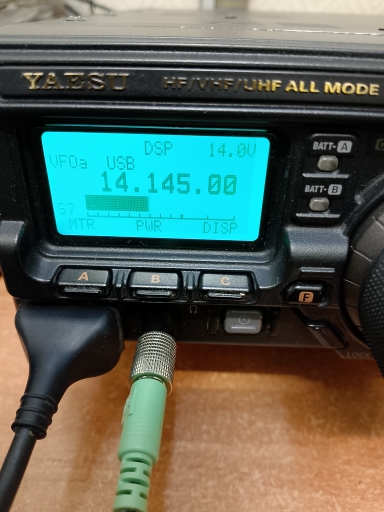 YAESU HF/VHF/UHF ALL MODE
DSP 14.0V
VFOa USB
14.145.00
S7
MTR PWR DISP
BATT-A
BATT-B
A B C
F